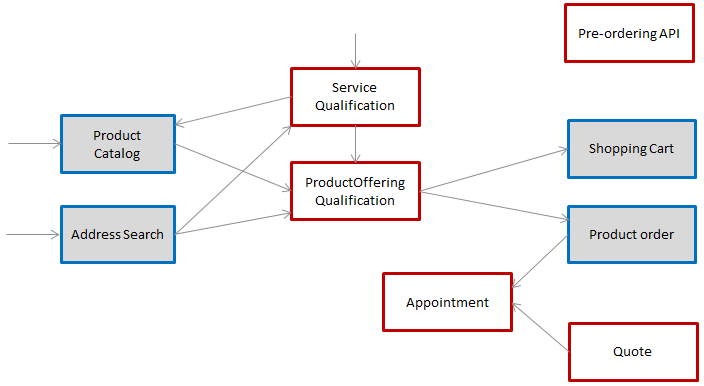 Pre-ordering API
Service
Qualification
Product
Catalog
Shopping Cart
ProductOffering
Qualification
Address Search
Product order
Appointment
Quote